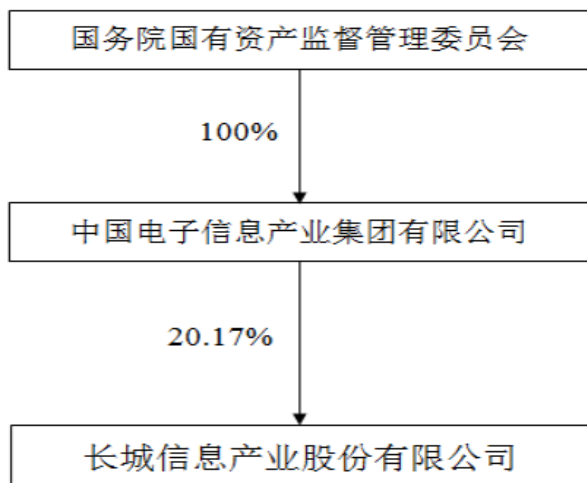 国务院国有资产监督管理委员会
100%
中国电子信息产业集团有限公司
20.17%
长城信息产业股份有限公司